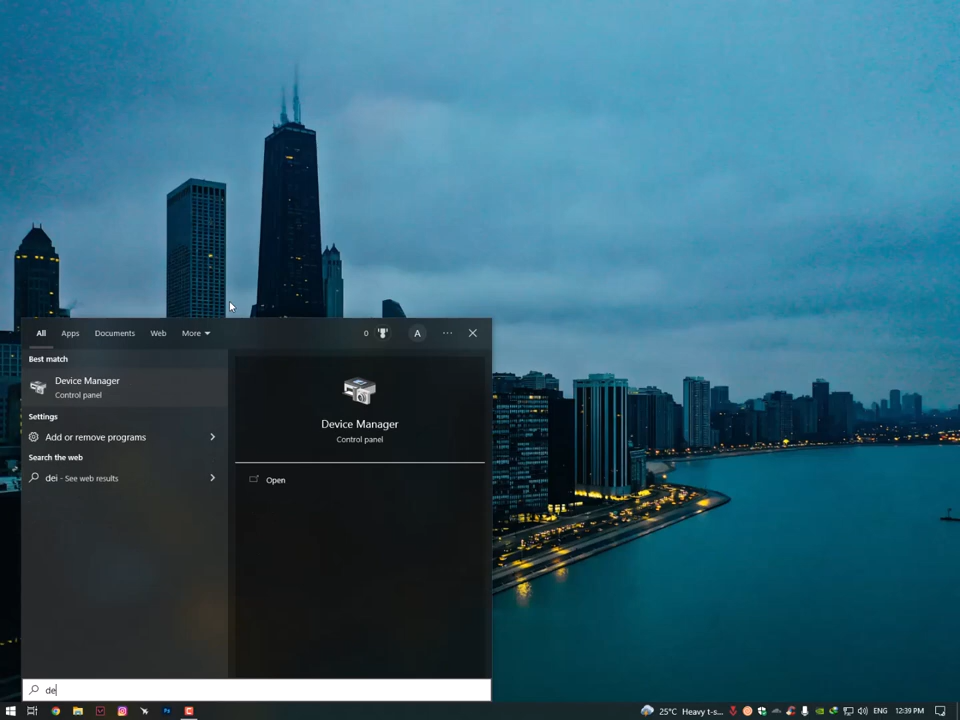 All Apps Documents Web More 0 A
Best match
Device Manager
Control panel
Settings
Add or remove programs
Search the web
dei - See web results
Device Manager
Control panel
Open
de
25°C Heavy t-s... ENG 12:39 PM